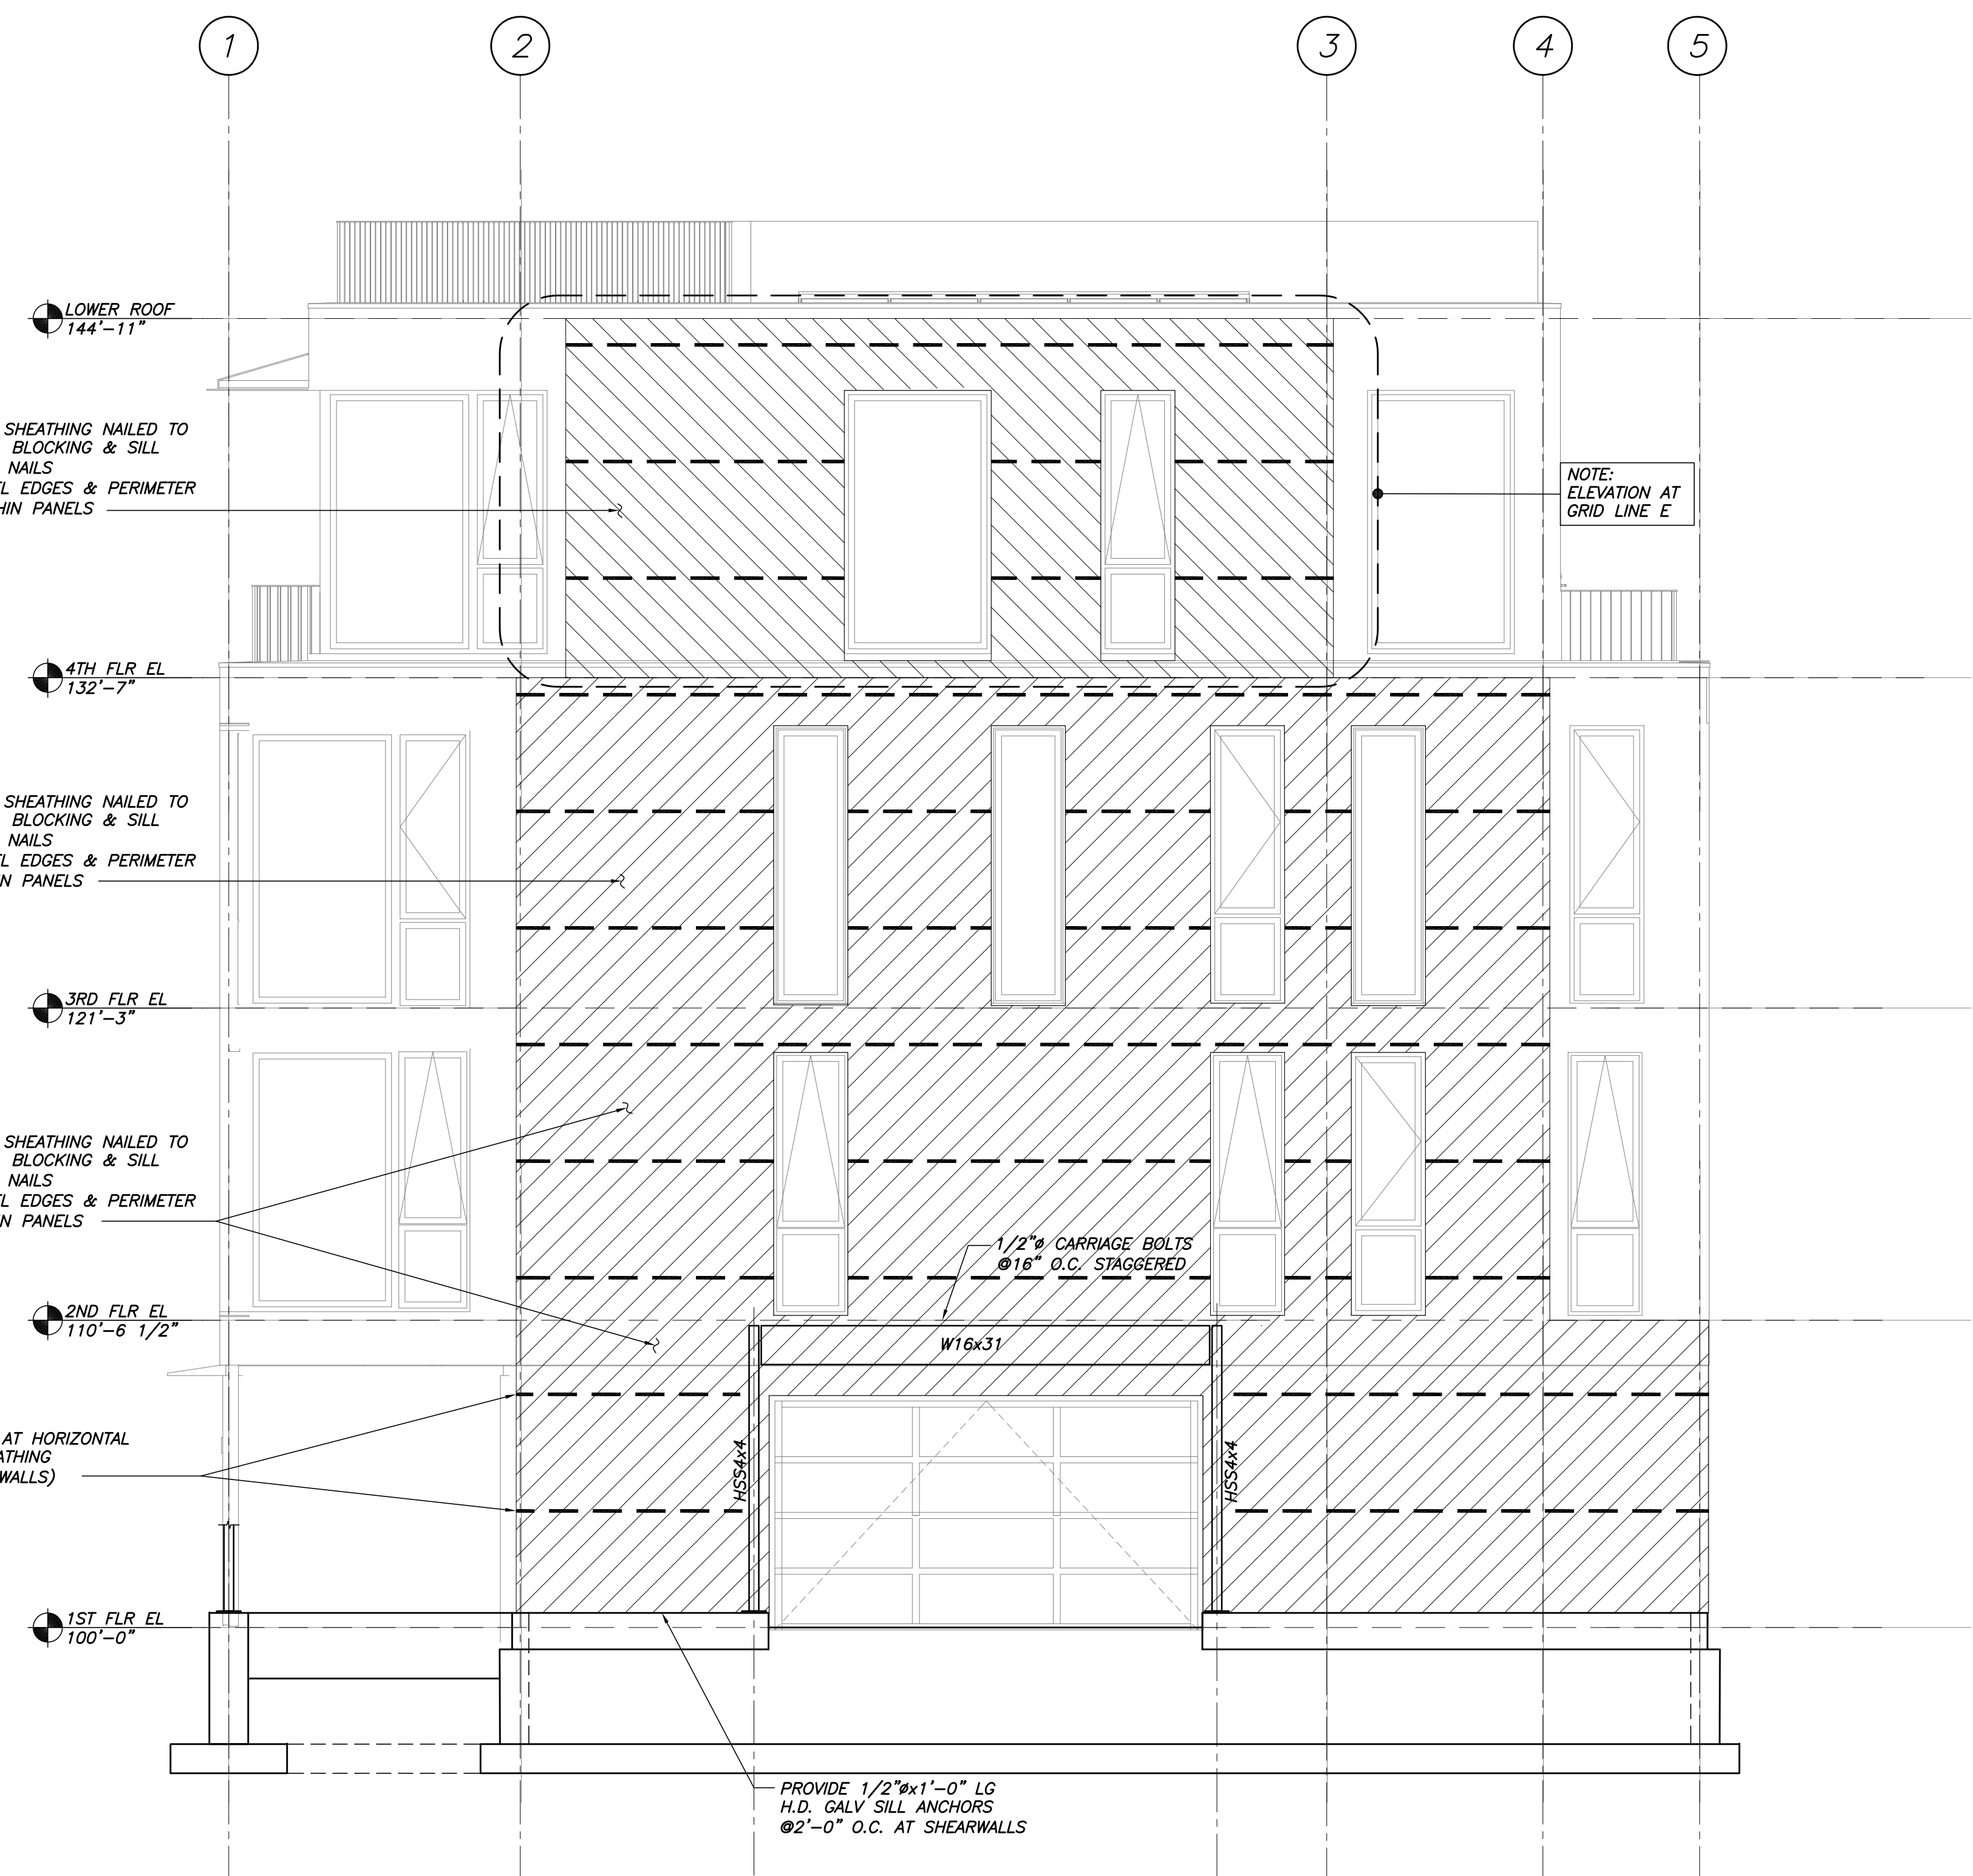 1
2
3
4
5
LOWER ROOF
144'-11"
SHEATHING NAILED TO
BLOCKING & SILL
NAILS
EDGES & PERIMETER
PANELS
NOTE:
ELEVATION AT
GRID LINE E
4TH FLR EL
132'-7"
SHEATHING NAILED TO
BLOCKING & SILL
NAILS
EDGES & PERIMETER
PANELS
3RD FLR EL
121'-3"
SHEATHING NAILED TO
BLOCKING & SILL
NAILS
EDGES & PERIMETER
PANELS
1/2"ø CARRIAGE BOLTS
@16" O.C. STAGGERED
2ND FLR EL
110'-6 1/2"
W16x31
AT HORIZONTAL
WALLS)
HSS4x4
HSS4x4
1ST FLR EL
100'-0"
PROVIDE 1/2"øx1'-0" LG
H.D. GALV SILL ANCHORS
@2'-0" O.C. AT SHEARWALLS